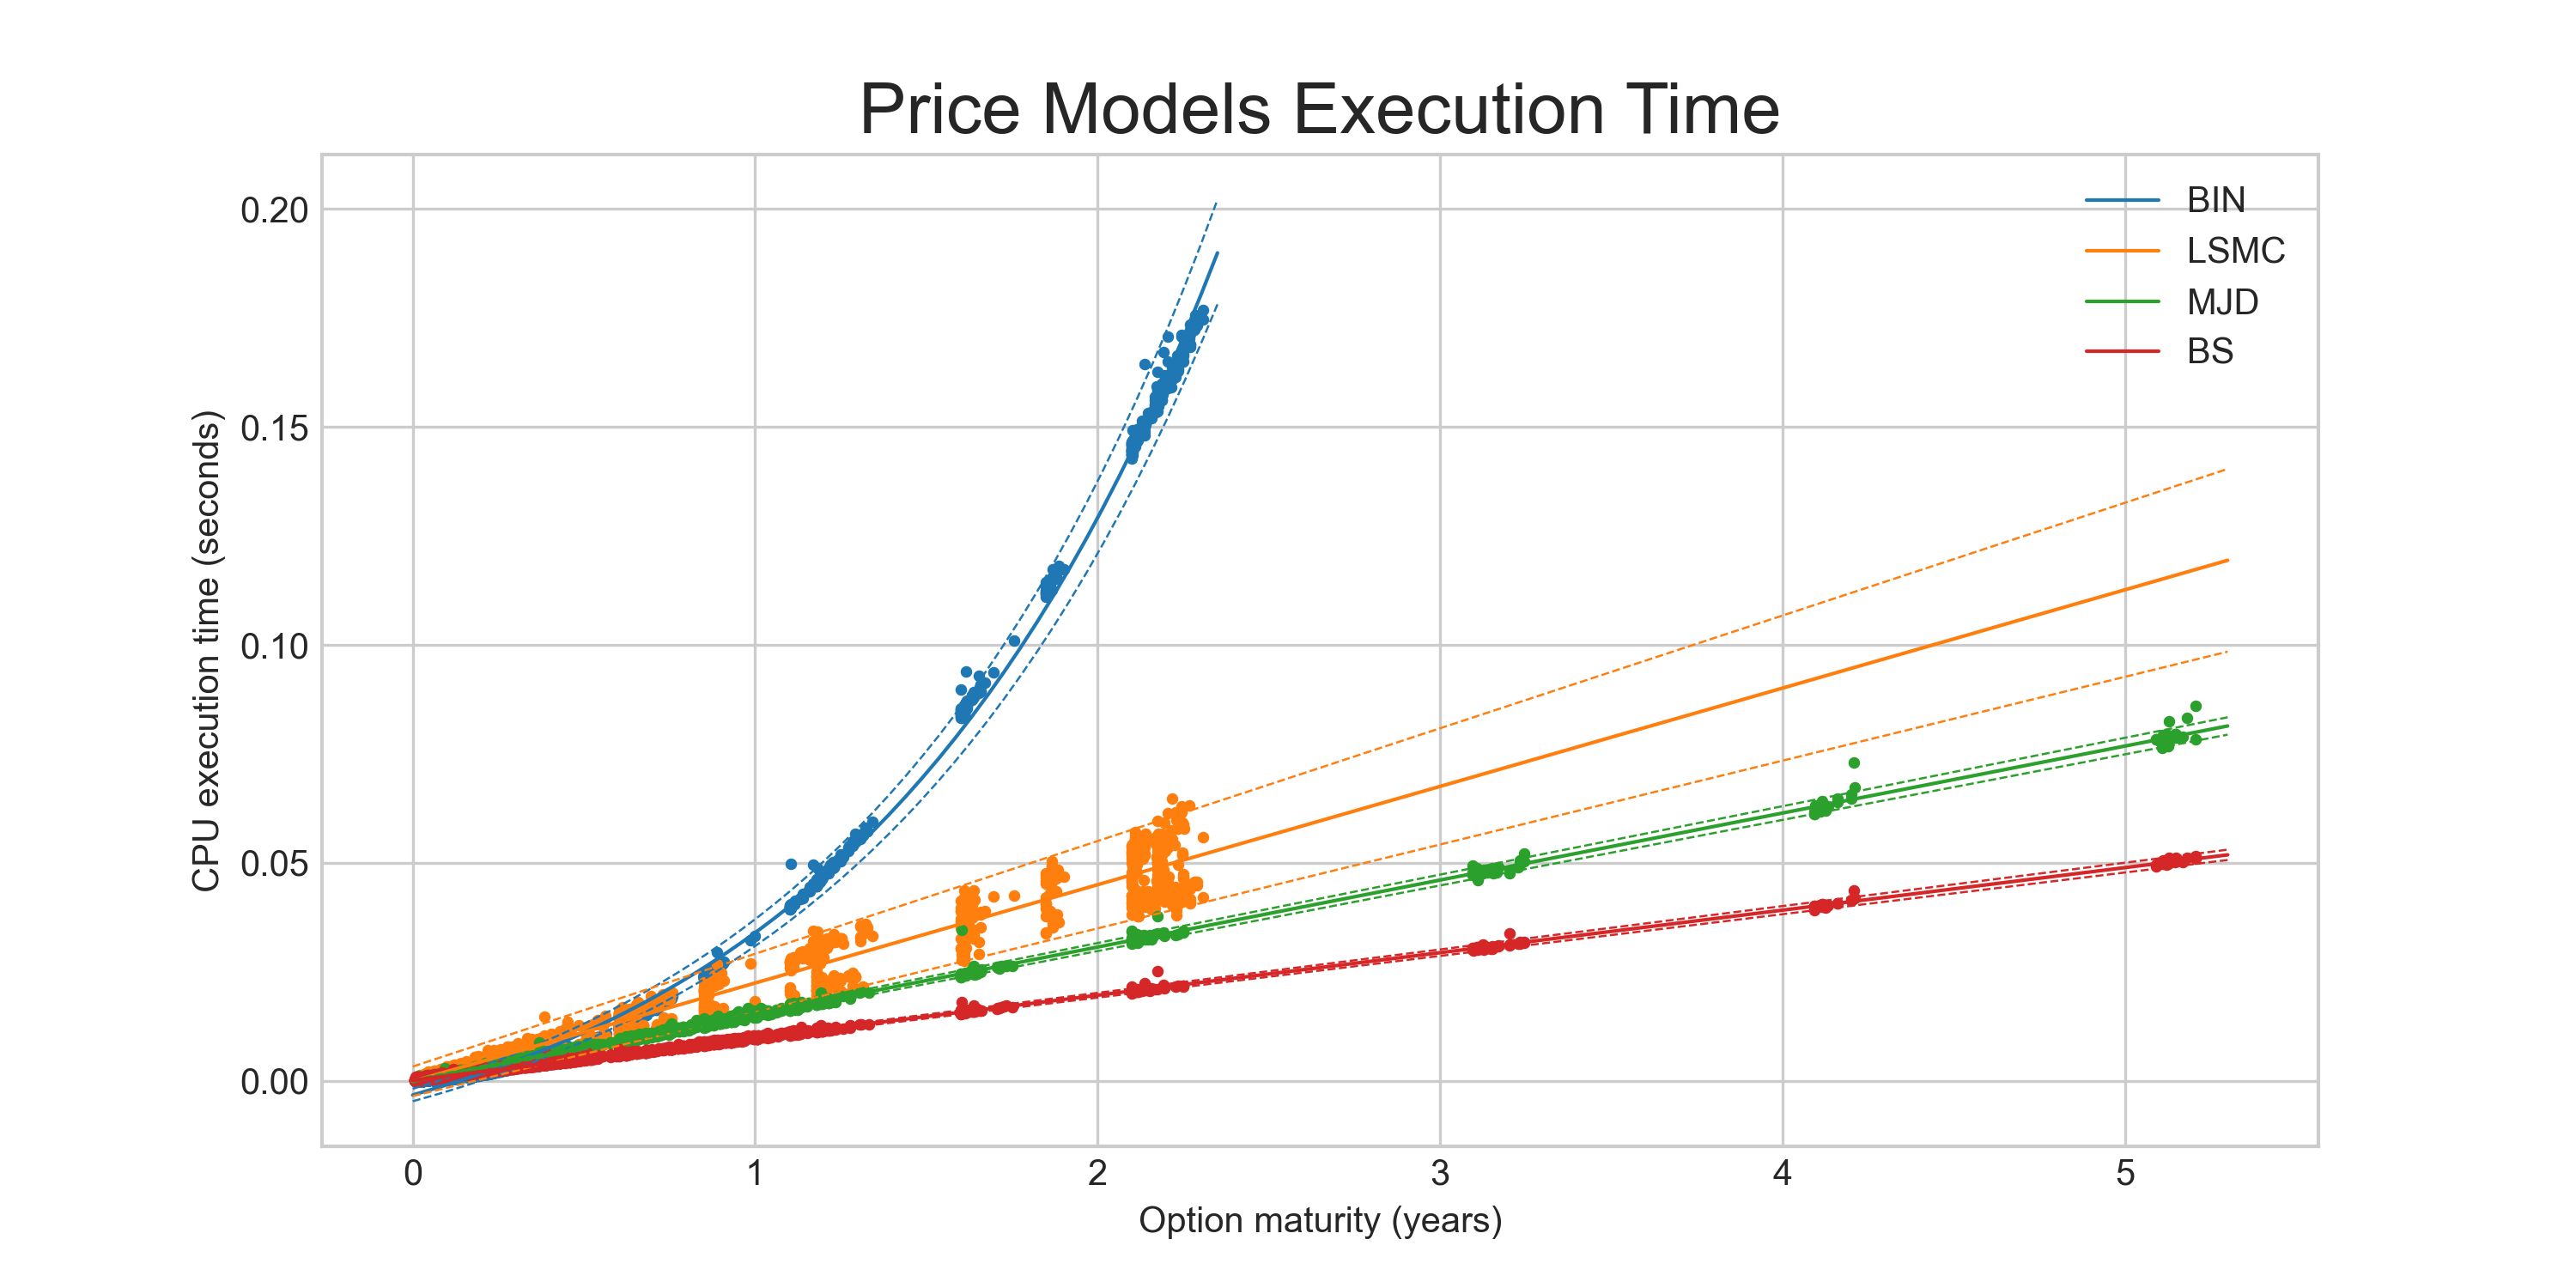 Price Models Execution Time
BIN
LSMC
MJD
BS
CPU execution time (seconds)
0.20
0.15
0.10
0.05
0.00
0 1 2 3 4 5
Option maturity (years)